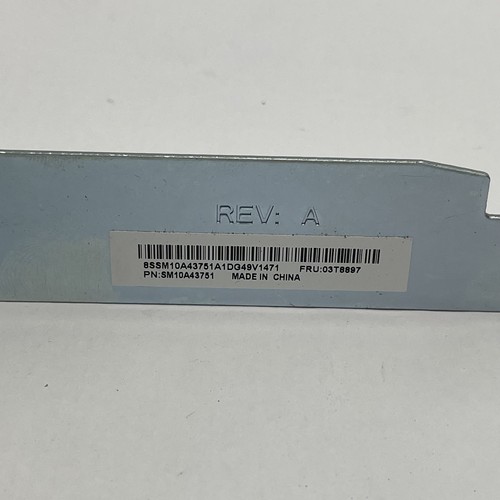 REV: A
8SSM10A43751A1DG49V1471 FRU:03T8897
PN:SM10A43751 MADE IN CHINA